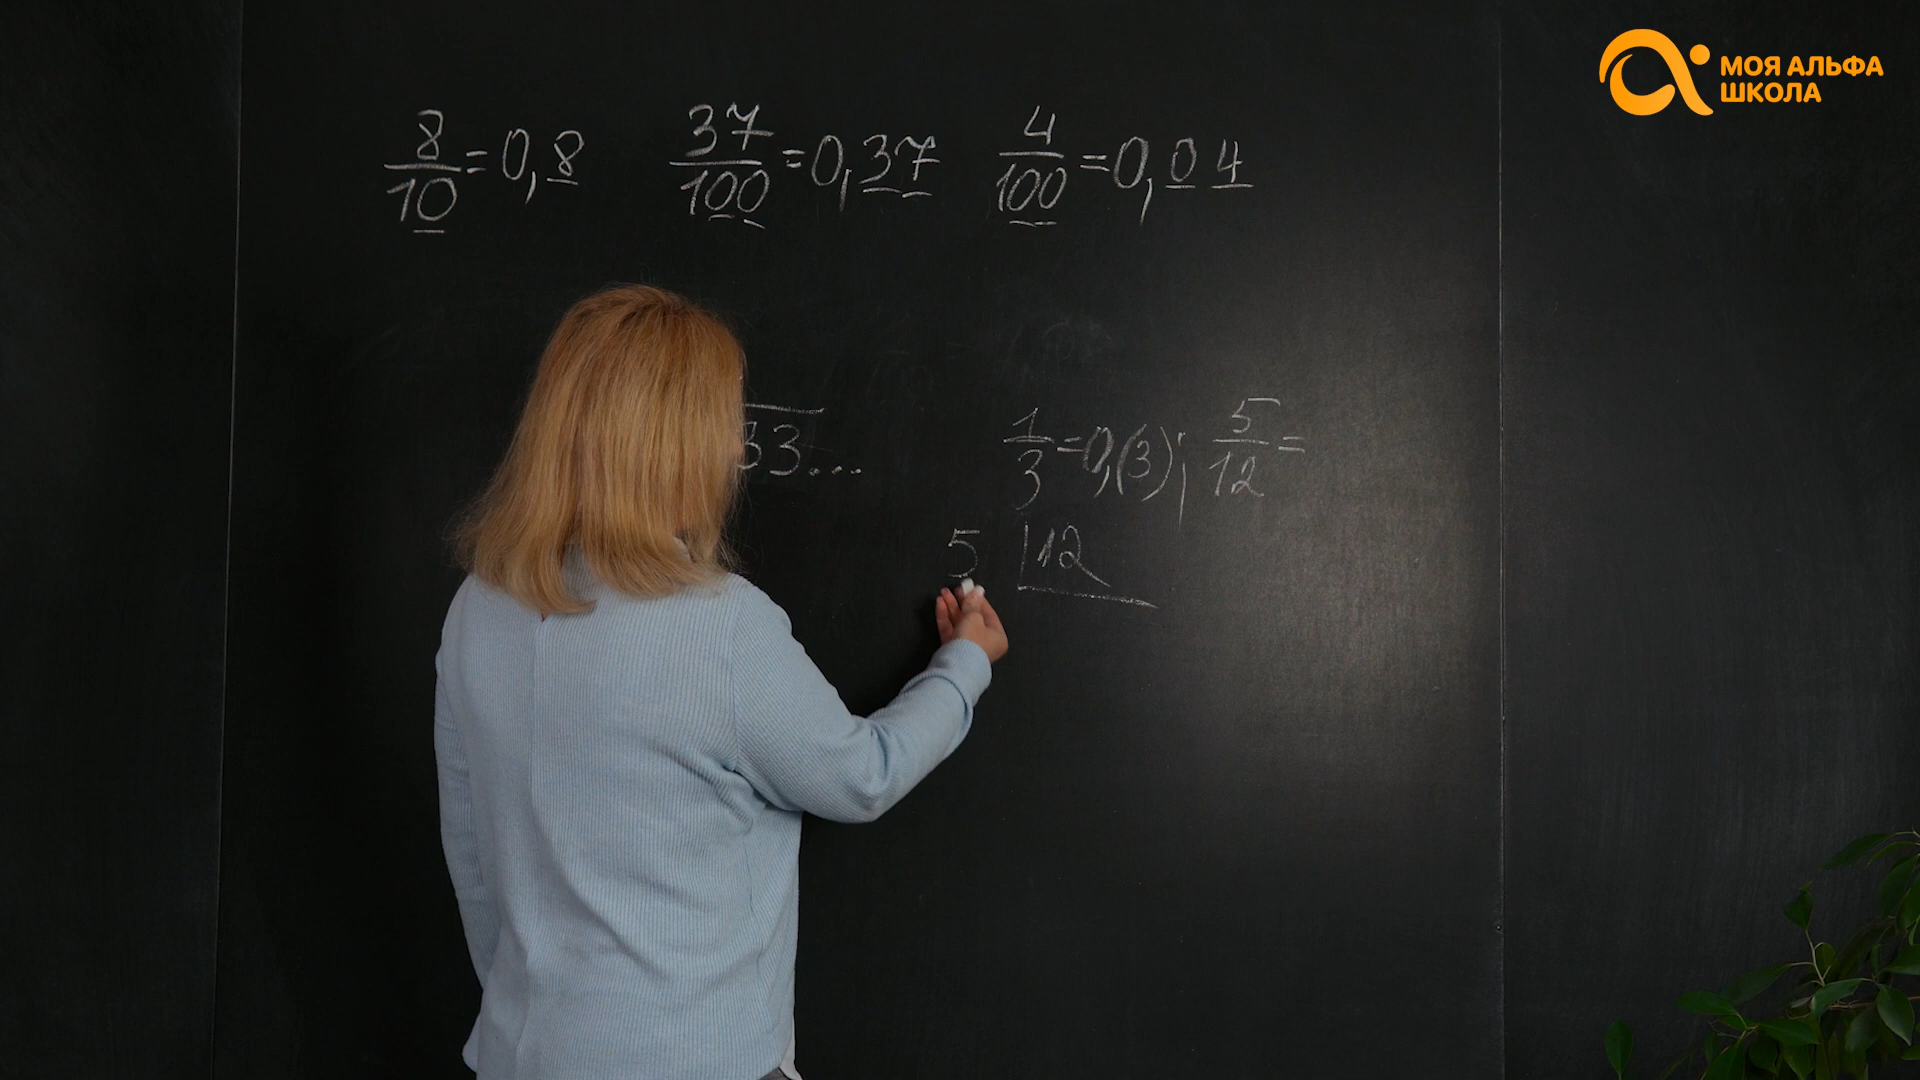 МОЯ АЛЬФА
ШКОЛА
8/10=0,8 37/100=0,37 4/100=0,04
33...
1/3=0,(3); 5/12=
5 |12